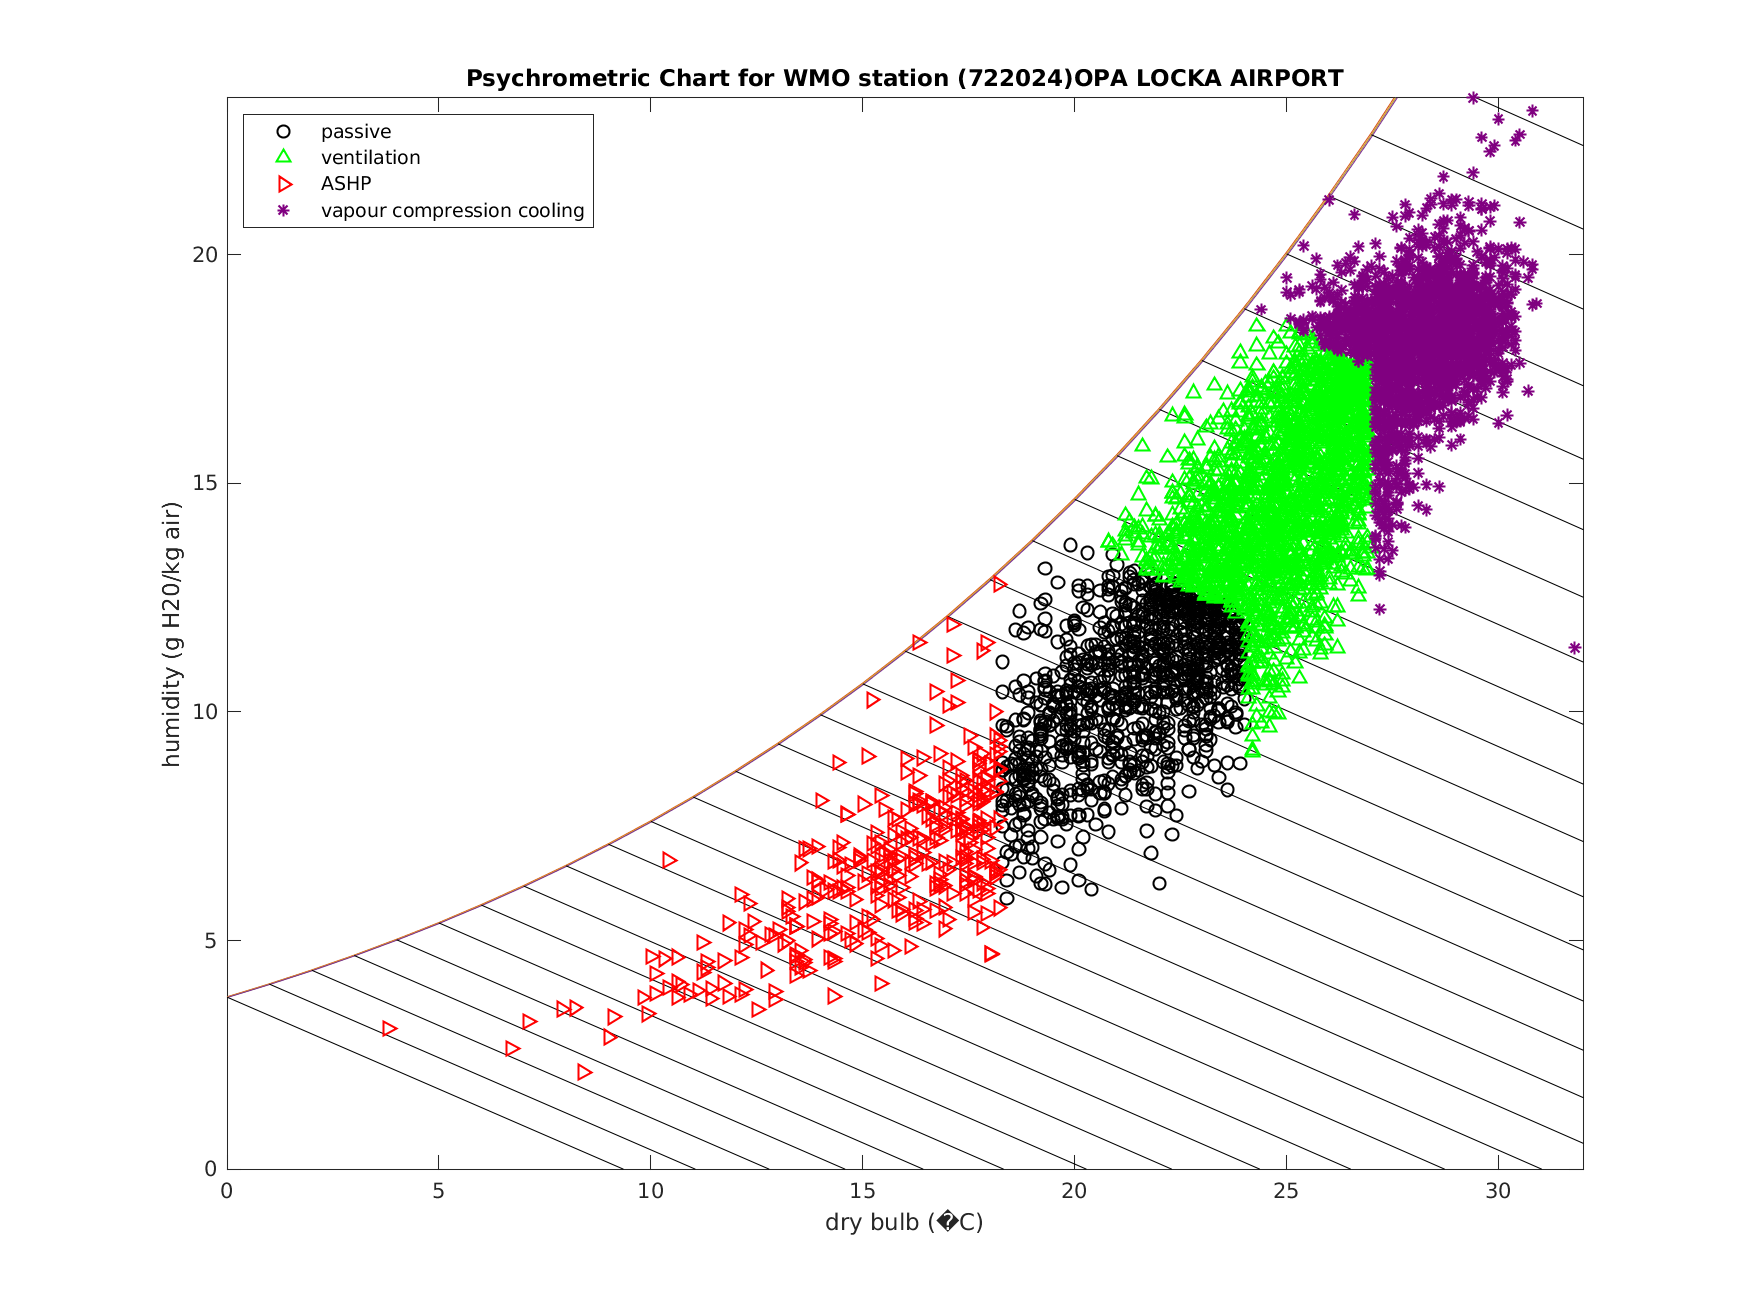 Psychrometric Chart for WMO station (722024)OPA LOCKA AIRPORT
passive
ventilation
ASHP
vapour compression cooling
humidity (g H20/kg air)
20
15
10
5
0
0 5 10 15 20 25 30
dry bulb (�C)